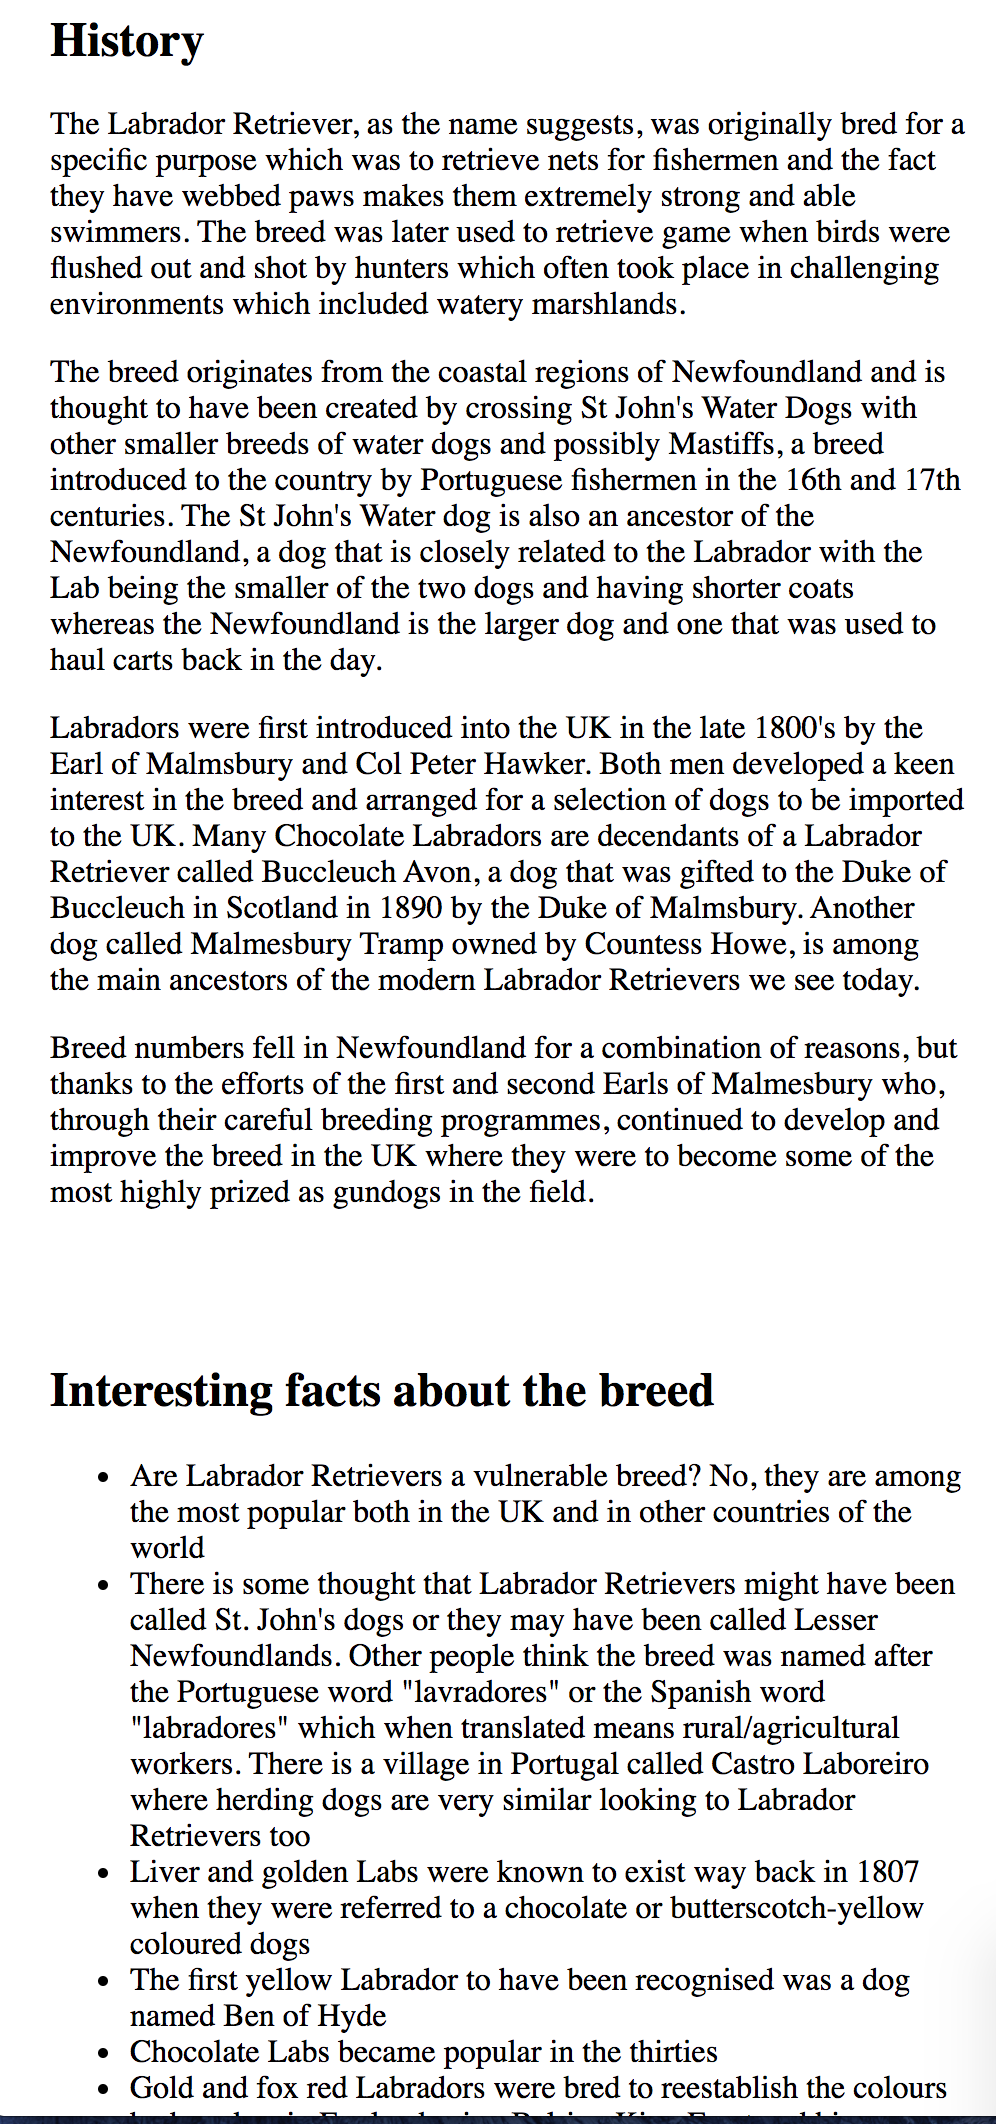 History
The Labrador Retriever, as the name suggests, was originally bred for a
specific purpose which was to retrieve nets for fishermen and the fact
they have webbed paws makes them extremely strong and able
swimmers. The breed was later used to retrieve game when birds were
flushed out and shot by hunters which often took place in challenging
environments which included watery marshlands.
The breed originates from the coastal regions of Newfoundland and is
thought to have been created by crossing St John's Water Dogs with
other smaller breeds of water dogs and possibly Mastiffs, a breed
introduced to the country by Portuguese fishermen in the 16th and 17th
centuries. The St John's Water dog is also an ancestor of the
Newfoundland, a dog that is closely related to the Labrador with the
Lab being the smaller of the two dogs and having shorter coats
whereas the Newfoundland is the larger dog and one that was used to
haul carts back in the day.
Labradors were first introduced into the UK in the late 1800's by the
Earl of Malmsbury and Col Peter Hawker. Both men developed a keen
interest in the breed and arranged for a selection of dogs to be imported
to the UK. Many Chocolate Labradors are decendants of a Labrador
Retriever called Buccleuch Avon, a dog that was gifted to the Duke of
Buccleuch in Scotland in 1890 by the Duke of Malmsbury. Another
dog called Malmesbury Tramp owned by Countess Howe, is among
the main ancestors of the modern Labrador Retrievers we see today.
Breed numbers fell in Newfoundland for a combination of reasons, but
thanks to the efforts of the first and second Earls of Malmesbury who,
through their careful breeding programmes, continued to develop and
improve the breed in the UK where they were to become some of the
most highly prized as gundogs in the field.
Interesting facts about the breed
• Are Labrador Retrievers a vulnerable breed? No, they are among
the most popular both in the UK and in other countries of the
world
• There is some thought that Labrador Retrievers might have been
called St. John's dogs or they may have been called Lesser
Newfoundlands. Other people think the breed was named after
the Portuguese word "lavradores" or the Spanish word
"labradores" which when translated means rural/agricultural
workers. There is a village in Portugal called Castro Laboreiro
where herding dogs are very similar looking to Labrador
Retrievers too
• Liver and golden Labs were known to exist way back in 1807
when they were referred to a chocolate or butterscotch-yellow
coloured dogs
• The first yellow Labrador to have been recognised was a dog
named Ben of Hyde
• Chocolate Labs became popular in the thirties
• Gold and fox red Labradors were bred to reestablish the colours